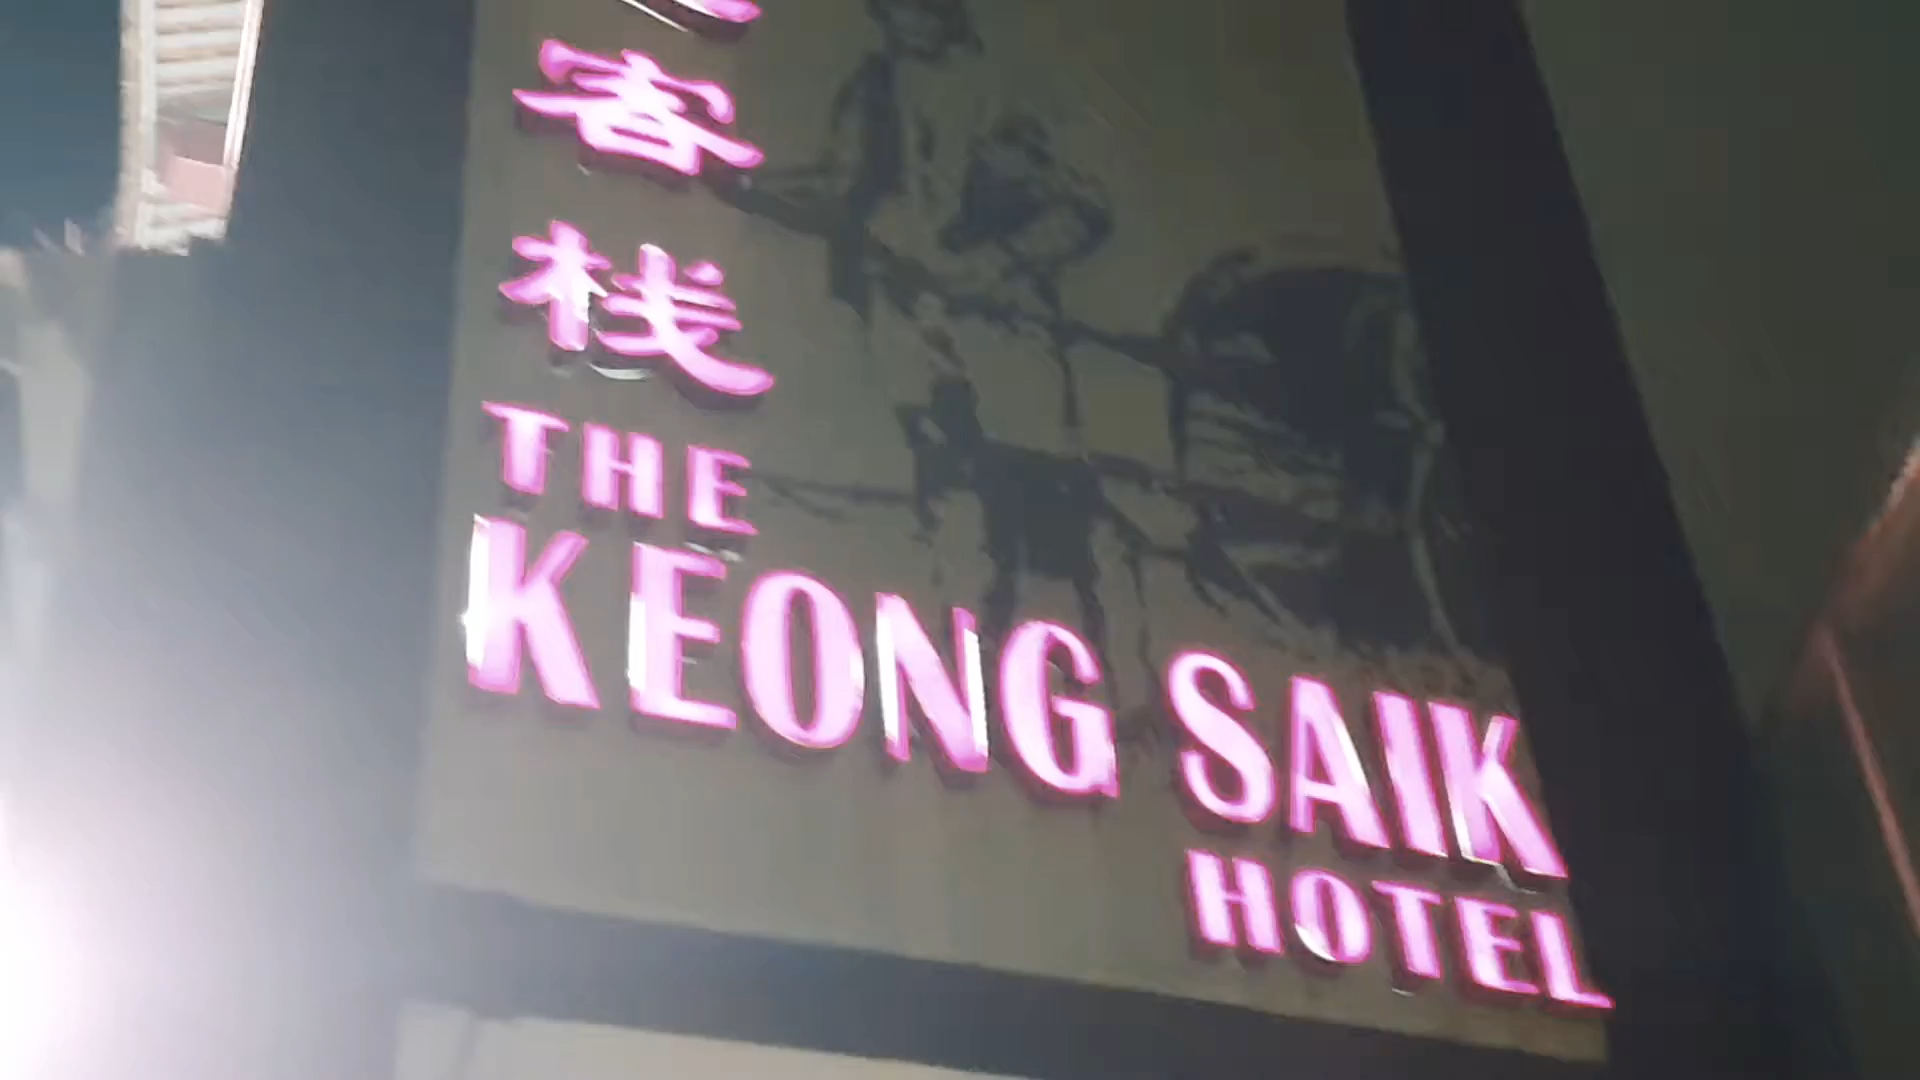 客
栈
THE
KEONG SAIK
HOTEL